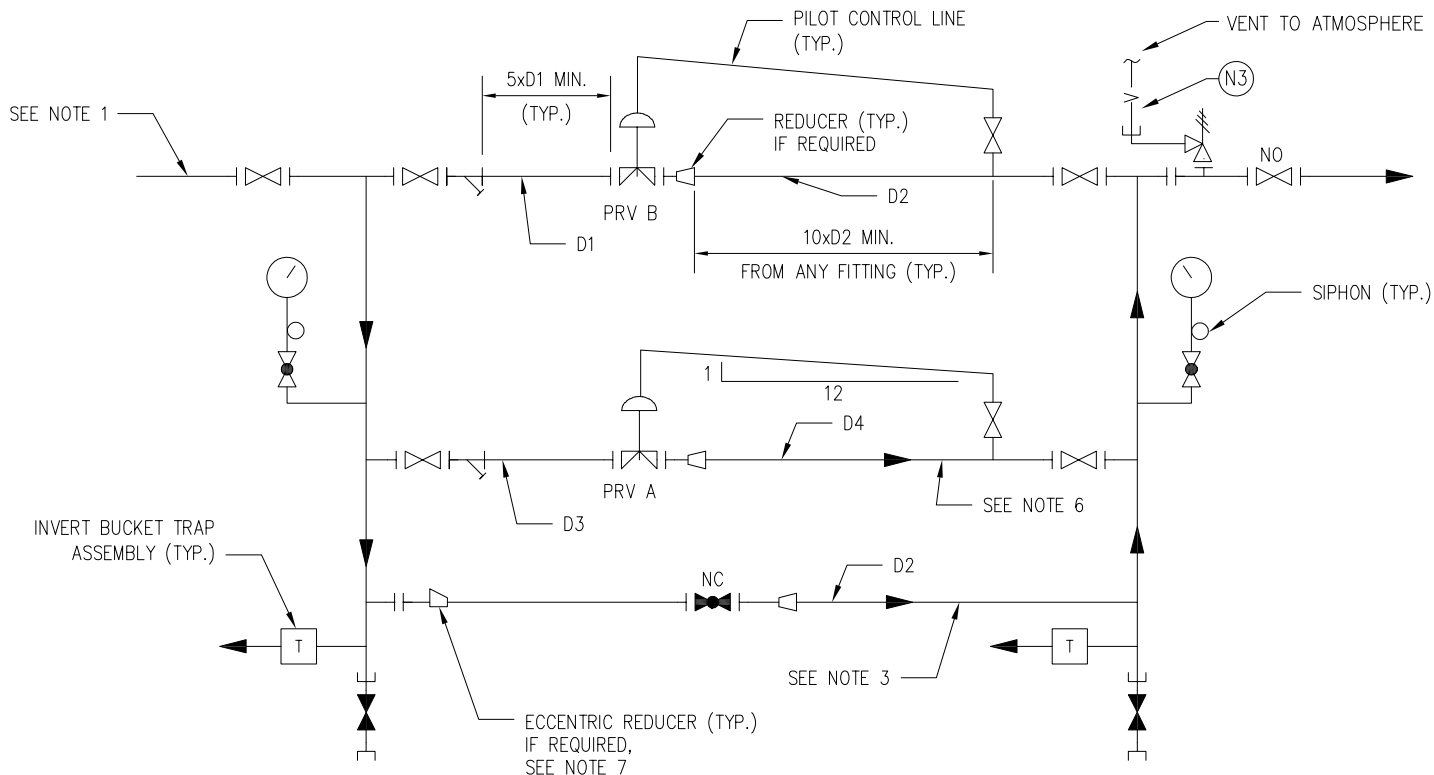 PILOT CONTROL LINE
(TYP.)
VENT TO ATMOSPHERE
5xD1 MIN.
(TYP.)
N3
SEE NOTE 1
REDUCER (TYP.)
IF REQUIRED
NO
PRV B
D2
D1
10xD2 MIN.
FROM ANY FITTING (TYP.)
SIPHON (TYP.)
1
12
D4
PRV A
SEE NOTE 6
D3
INVERT BUCKET TRAP
ASSEMBLY (TYP.)
NC
D2
T
T
SEE NOTE 3
ECCENTRIC REDUCER (TYP.)
IF REQUIRED,
SEE NOTE 7